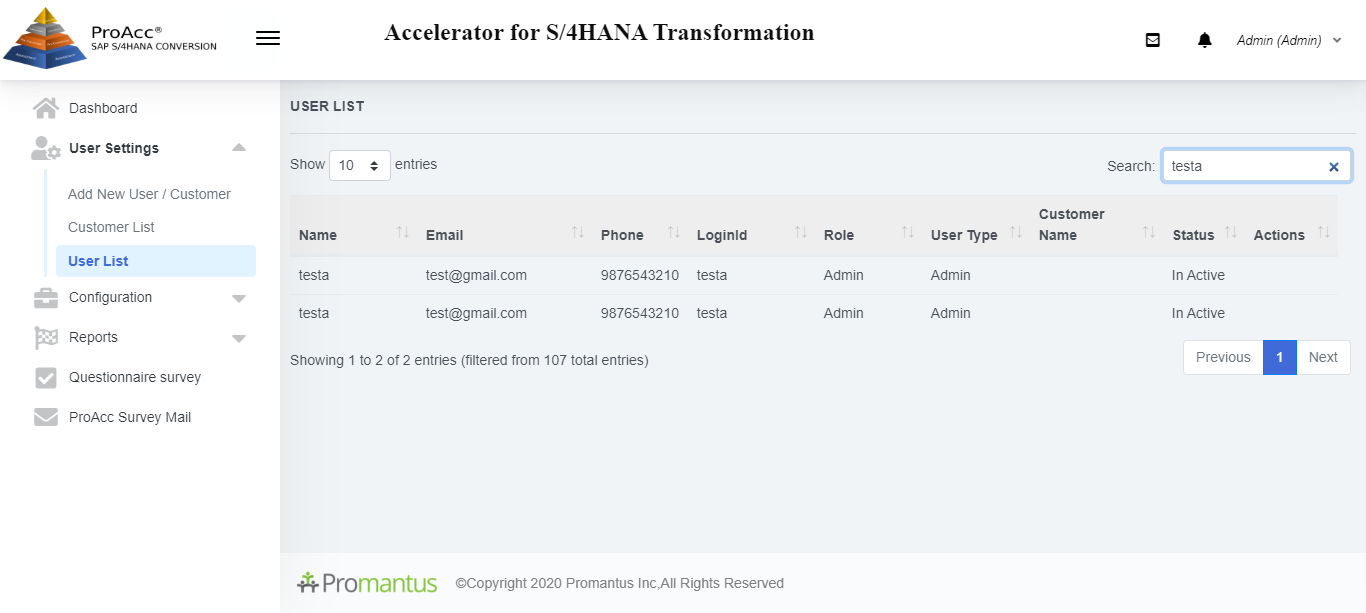 ProAcc®
SAP S/4HANA CONVERSION
Accelerator for S/4HANA Transformation
Admin (Admin)
Dashboard
User Settings
Add New User / Customer
Customer List
User List
Configuration
Reports
Questionnaire survey
ProAcc Survey Mail
USER LIST
Show 10 entries
Search: testa
Name Email Phone LoginId Role User Type Customer Name Status Actions
testa test@gmail.com 9876543210 testa Admin Admin In Active
testa test@gmail.com 9876543210 testa Admin Admin In Active
Showing 1 to 2 of 2 entries (filtered from 107 total entries)
Previous 1 Next
Promantus ©Copyright 2020 Promantus Inc,All Rights Reserved